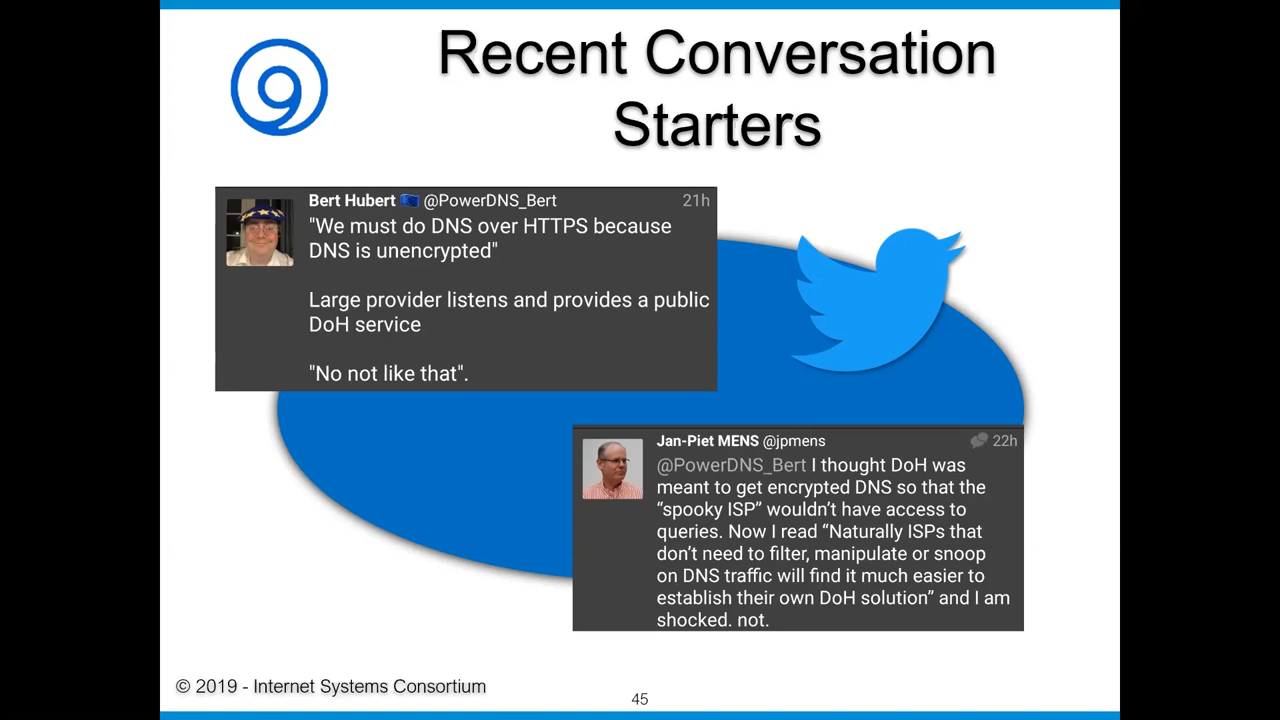 Recent Conversation
Starters
Bert Hubert 🇪🇺 @PowerDNS_Bert 21h
"We must do DNS over HTTPS because
DNS is unencrypted"
Large provider listens and provides a public
DoH service
"No not like that".
Jan-Piet MENS @jpmens 22h
@PowerDNS_Bert I thought DoH was
meant to get encrypted DNS so that the
“spooky ISP” wouldn’t have access to
queries. Now I read “Naturally ISPs that
don’t need to filter, manipulate or snoop
on DNS traffic will find it much easier to
establish their own DoH solution” and I am
shocked. not.
© 2019 - Internet Systems Consortium
45